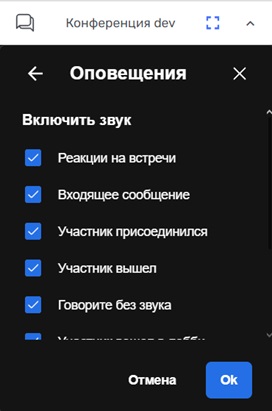 Конференция dev
Оповещения
Включить звук
Реакции на встречи
Входящее сообщение
Участник присоединился
Участник вышел
Говорите без звука
Отмена
Ok